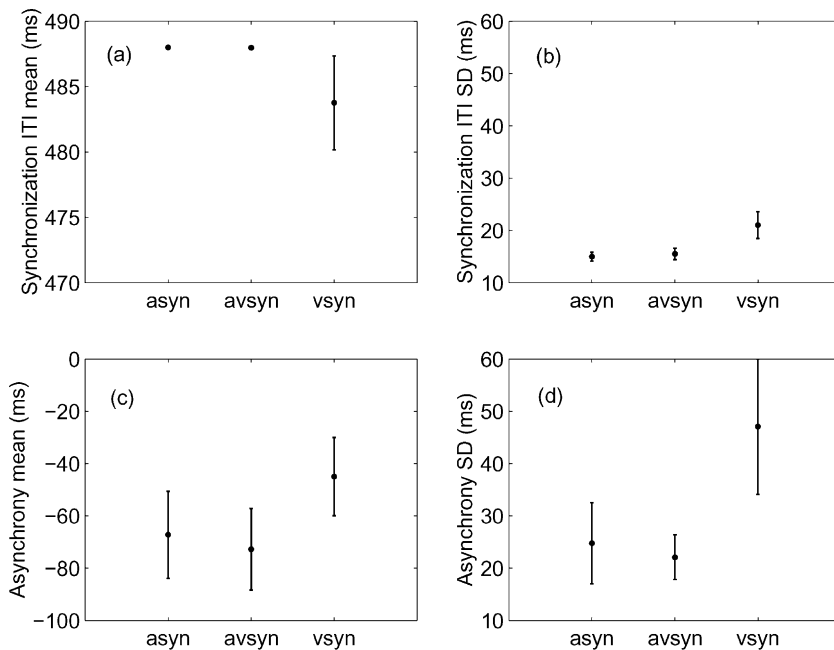 Synchronization ITI mean (ms)
490
485
480
475
470
(a)
asyn avsyn vsyn
Synchronization ITI SD (ms)
60
50
40
30
20
10
(b)
asyn avsyn vsyn
Asynchrony mean (ms)
0
−20
−40
−60
−80
−100
(c)
asyn avsyn vsyn
Asynchrony SD (ms)
60
50
40
30
20
10
(d)
asyn avsyn vsyn